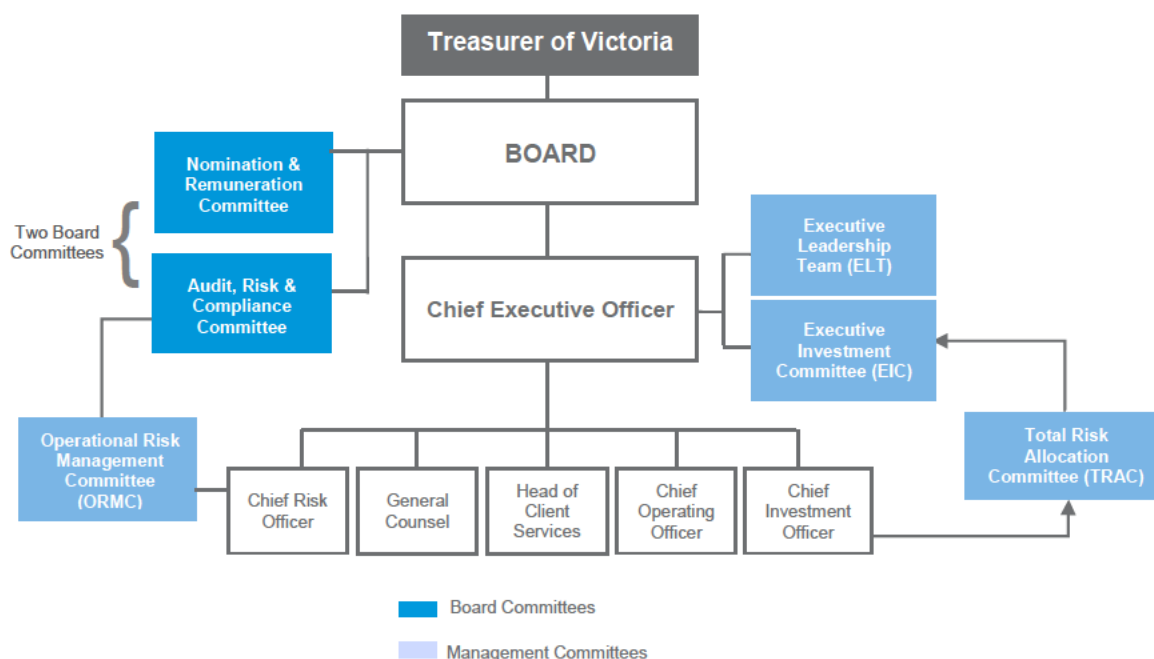 Treasurer of Victoria
BOARD
Nomination &
Remuneration
Committee
Two Board
Committees
Audit, Risk &
Compliance
Committee
Chief Executive Officer
Executive
Leadership
Team (ELT)
Executive
Investment
Committee (EIC)
Operational Risk
Management
Committee
(ORMC)
Chief Risk
Officer
General
Counsel
Head of
Client
Services
Chief
Operating
Officer
Chief
Investment
Officer
Total Risk
Allocation
Committee (TRAC)
Board Committees
Management Committees